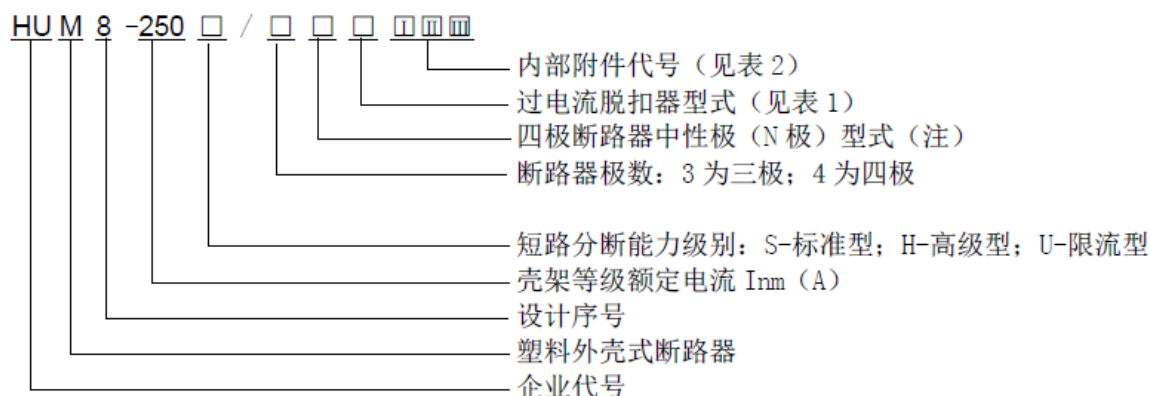 HU M 8 -250 □ / □ □ □ I II III
内部附件代号（见表2）
过电流脱扣器型式（见表1）
四极断路器中性极（N极）型式（注）
断路器极数：3为三极；4为四极
短路分断能力级别：S-标准型；H-高级型；U-限流型
壳架等级额定电流 Inm（A）
设计序号
塑料外壳式断路器
企业代号